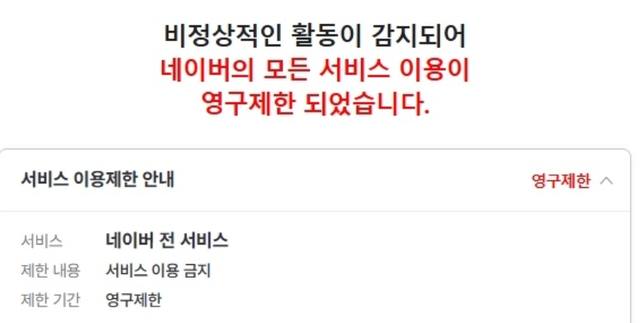 비정상적인 활동이 감지되어
네이버의 모든 서비스 이용이
영구제한 되었습니다.
서비스 이용제한 안내 영구제한
서비스 네이버 전 서비스
제한 내용 서비스 이용 금지
제한 기간 영구제한